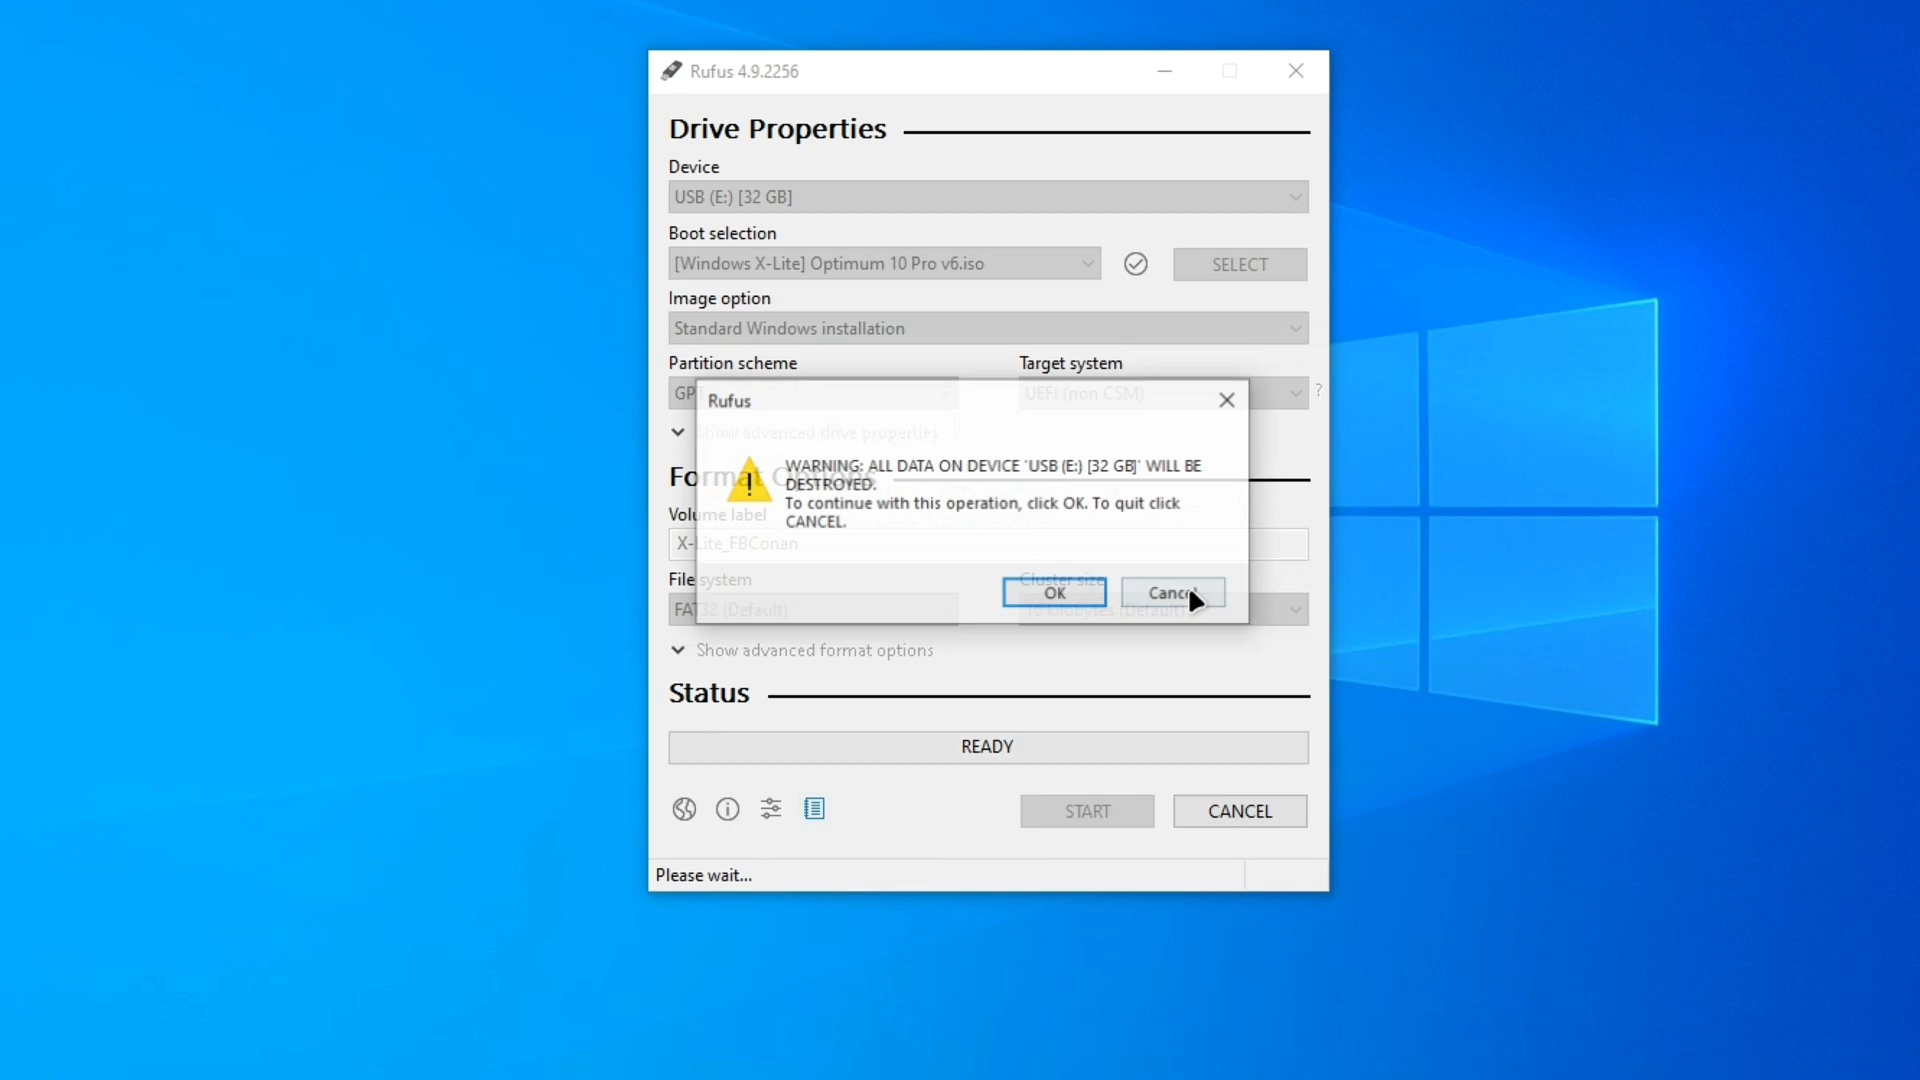 Rufus 4.9.2256
Drive Properties
Device
USB (E:) [32 GB]
Boot selection
[Windows X-Lite] Optimum 10 Pro v6.iso
SELECT
Image option
Standard Windows installation
Partition scheme
Target system
GP
UEFI (non CSM)
?
Rufus
Show advanced drive properties
WARNING: ALL DATA ON DEVICE 'USB (E:) [32 GB]' WILL BE
DESTROYED.
To continue with this operation, click OK. To quit click
CANCEL.
Format Options
Volume label
X-Lite_FBConan
File system
Cluster size
FAT32 (Default)
16 kilobytes (Default)
OK
Cancel
Show advanced format options
Status
READY
START
CANCEL
Please wait...